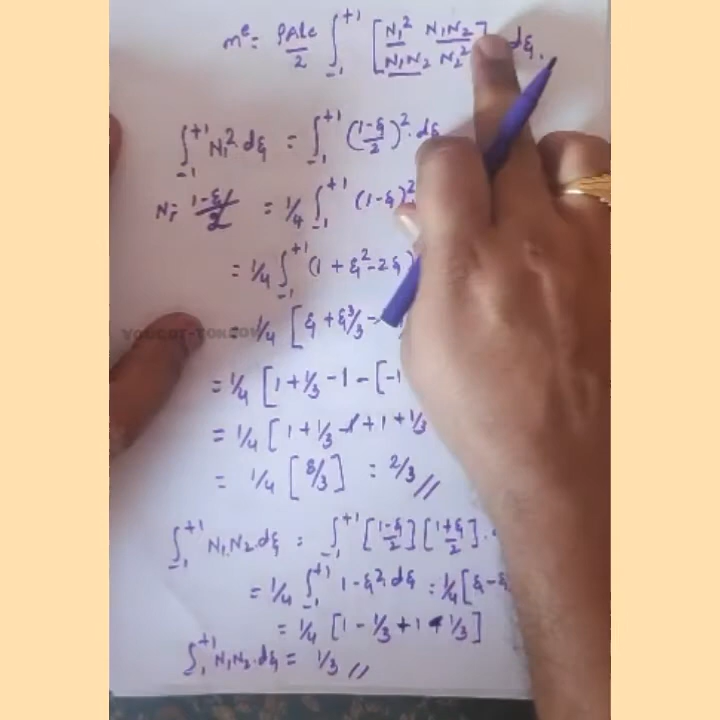 mᵉ = ρAle/2 ∫₋₁⁺¹ [N₁² N₁N₂ N₁N₂ N₂²] dξ.
∫₋₁⁺¹ N₁² dξ = ∫₋₁⁺¹ (1-ξ/2)². dξ
N₁ = 1-ξ/2 = 1/4 ∫₋₁⁺¹ (1-ξ)²
= 1/4 ∫₋₁⁺¹ (1 + ξ² - 2ξ)
= 1/4 [ξ + ξ³/3 -
YOUGOT-TOKNOW
= 1/4 [1 + 1/3 - 1 - [-1
= 1/4 [1 + 1/3 - 1 + 1 + 1/3
= 1/4 [8/3] = 2/3 //
∫₋₁⁺¹ N₁N₂.dξ = ∫₋₁⁺¹ [1-ξ/2] [1+ξ/2].
= 1/4 ∫₋₁⁺¹ 1-ξ² dξ = 1/4 [ξ - ξ
= 1/4 [1 - 1/3 + 1 - 1/3]
∫₋₁⁺¹ N₁N₂.dξ = 1/3 //